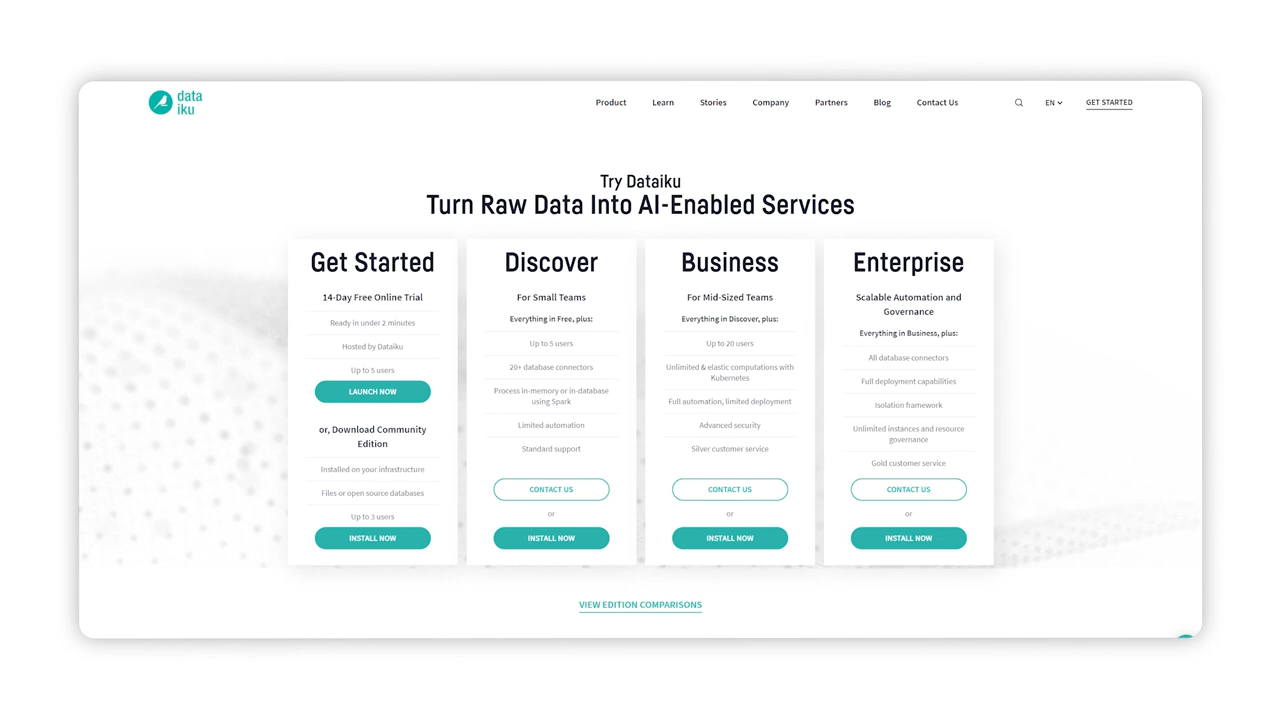 data
iku
Product
Learn
Stories
Company
Partners
Blog
Contact Us
EN
GET STARTED
Try Dataiku
Turn Raw Data Into AI-Enabled Services
Get Started
14-Day Free Online Trial
Ready in under 2 minutes
Hosted by Dataiku
Up to 5 users
LAUNCH NOW
or, Download Community
Edition
Installed on your infrastructure
Files or open source databases
Up to 3 users
INSTALL NOW
Discover
For Small Teams
Everything in Free, plus:
Up to 5 users
20+ database connectors
Process in-memory or in-database
using Spark
Limited automation
Standard support
CONTACT US
or
INSTALL NOW
Business
For Mid-Sized Teams
Everything in Discover, plus:
Up to 20 users
Unlimited & elastic computations with
Kubernetes
Full automation, limited deployment
Advanced security
Silver customer service
CONTACT US
or
INSTALL NOW
Enterprise
Scalable Automation and
Governance
Everything in Business, plus:
All database connectors
Full deployment capabilities
Isolation framework
Unlimited instances and resource
governance
Gold customer service
CONTACT US
or
INSTALL NOW
VIEW EDITION COMPARISONS